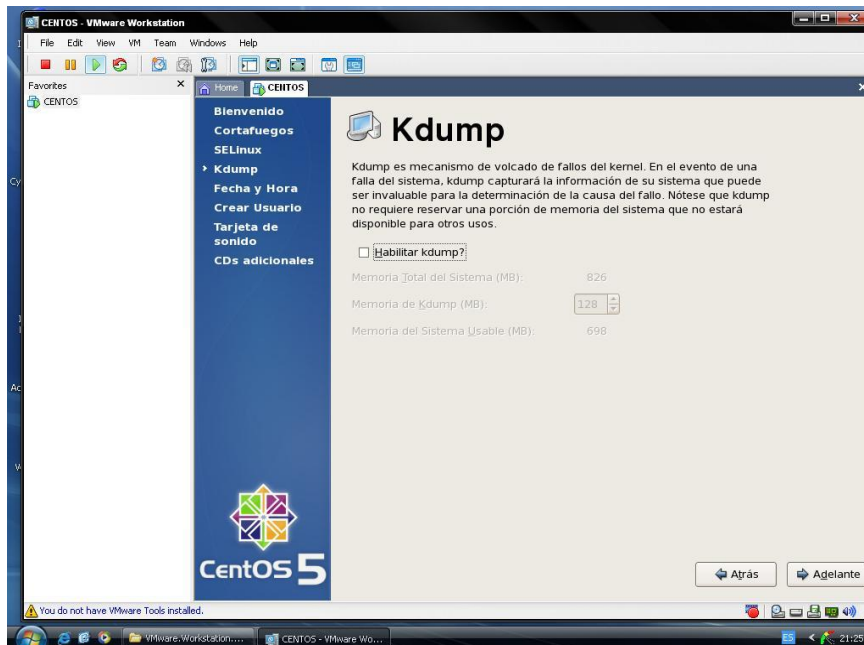 CENTOS - VMware Workstation
File Edit View VM Team Windows Help
Favorites
CENTOS
Home
CENTOS
Bienvenido
Cortafuegos
SELinux
Kdump
Fecha y Hora
Crear Usuario
Tarjeta de
sonido
CDs adicionales
CentOS 5
Kdump
Kdump es mecanismo de volcado de fallos del kernel. En el evento de una
falla del sistema, kdump capturará la información de su sistema que puede
ser invaluable para la determinación de la causa del fallo. Nótese que kdump
no requiere reservar una porción de memoria del sistema que no estará
disponible para otros usos.
Habilitar kdump?
Memoria Total del Sistema (MB): 826
Memoria de Kdump (MB): 128
Memoria del Sistema Usable (MB): 698
Atrás
Adelante
You do not have VMware Tools installed.
VMware.Workstation....
CENTOS - VMware Wo...
ES
21:25